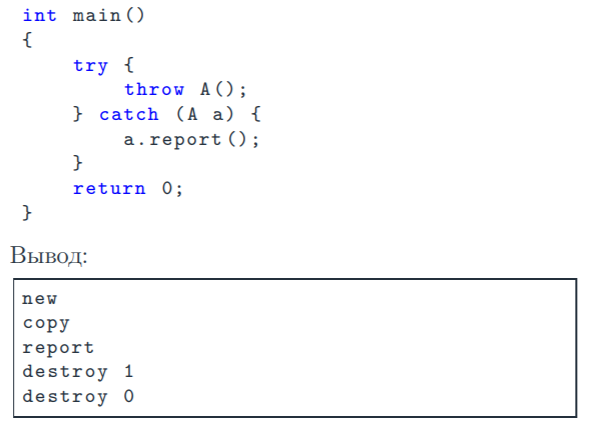 int main()
{
    try {
        throw A();
    } catch (A a) {
        a.report();
    }
    return 0;
}
Вывод:
new
copy
report
destroy 1
destroy 0